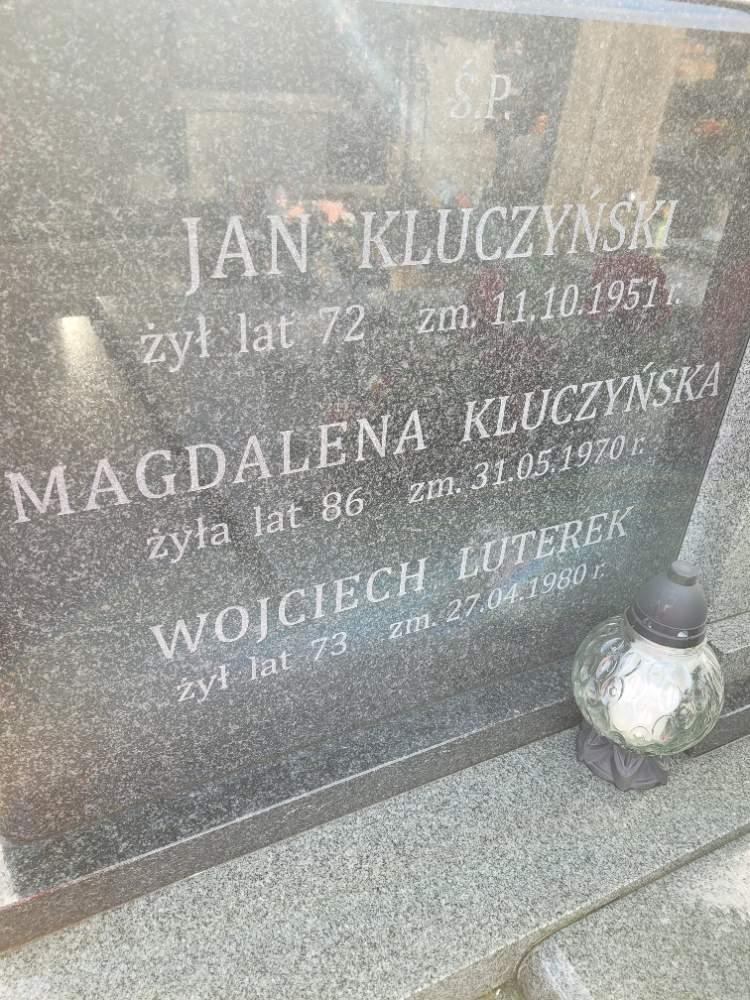 Ś.P.
JAN KLUCZYŃSKI
żył lat 72 zm. 11.10.1951 r.
MAGDALENA KLUCZYŃSKA
żyła lat 86 zm. 31.05.1970 r.
WOJCIECH LUTEREK
żył lat 73 zm. 27.04.1980 r.